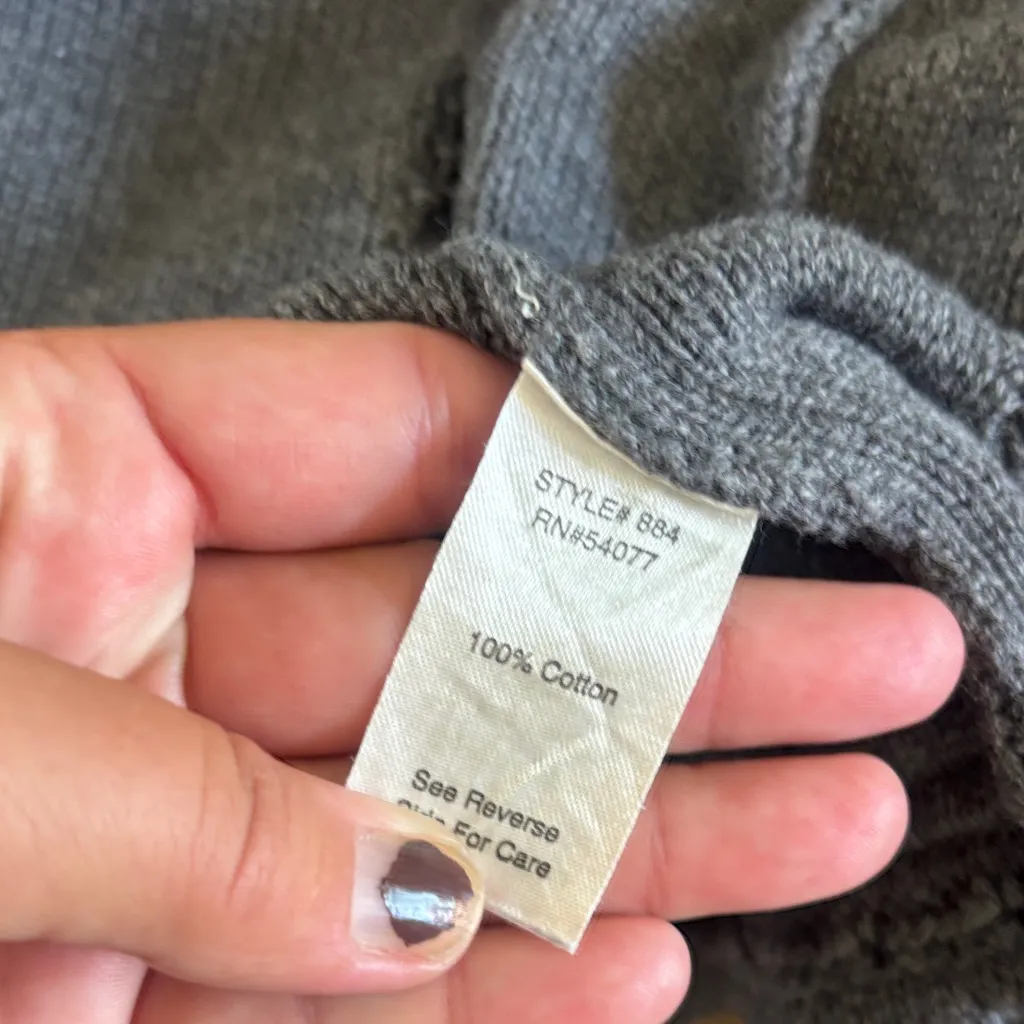 STYLE# 884
RN#54077
100% Cotton
See Reverse
Side For Care